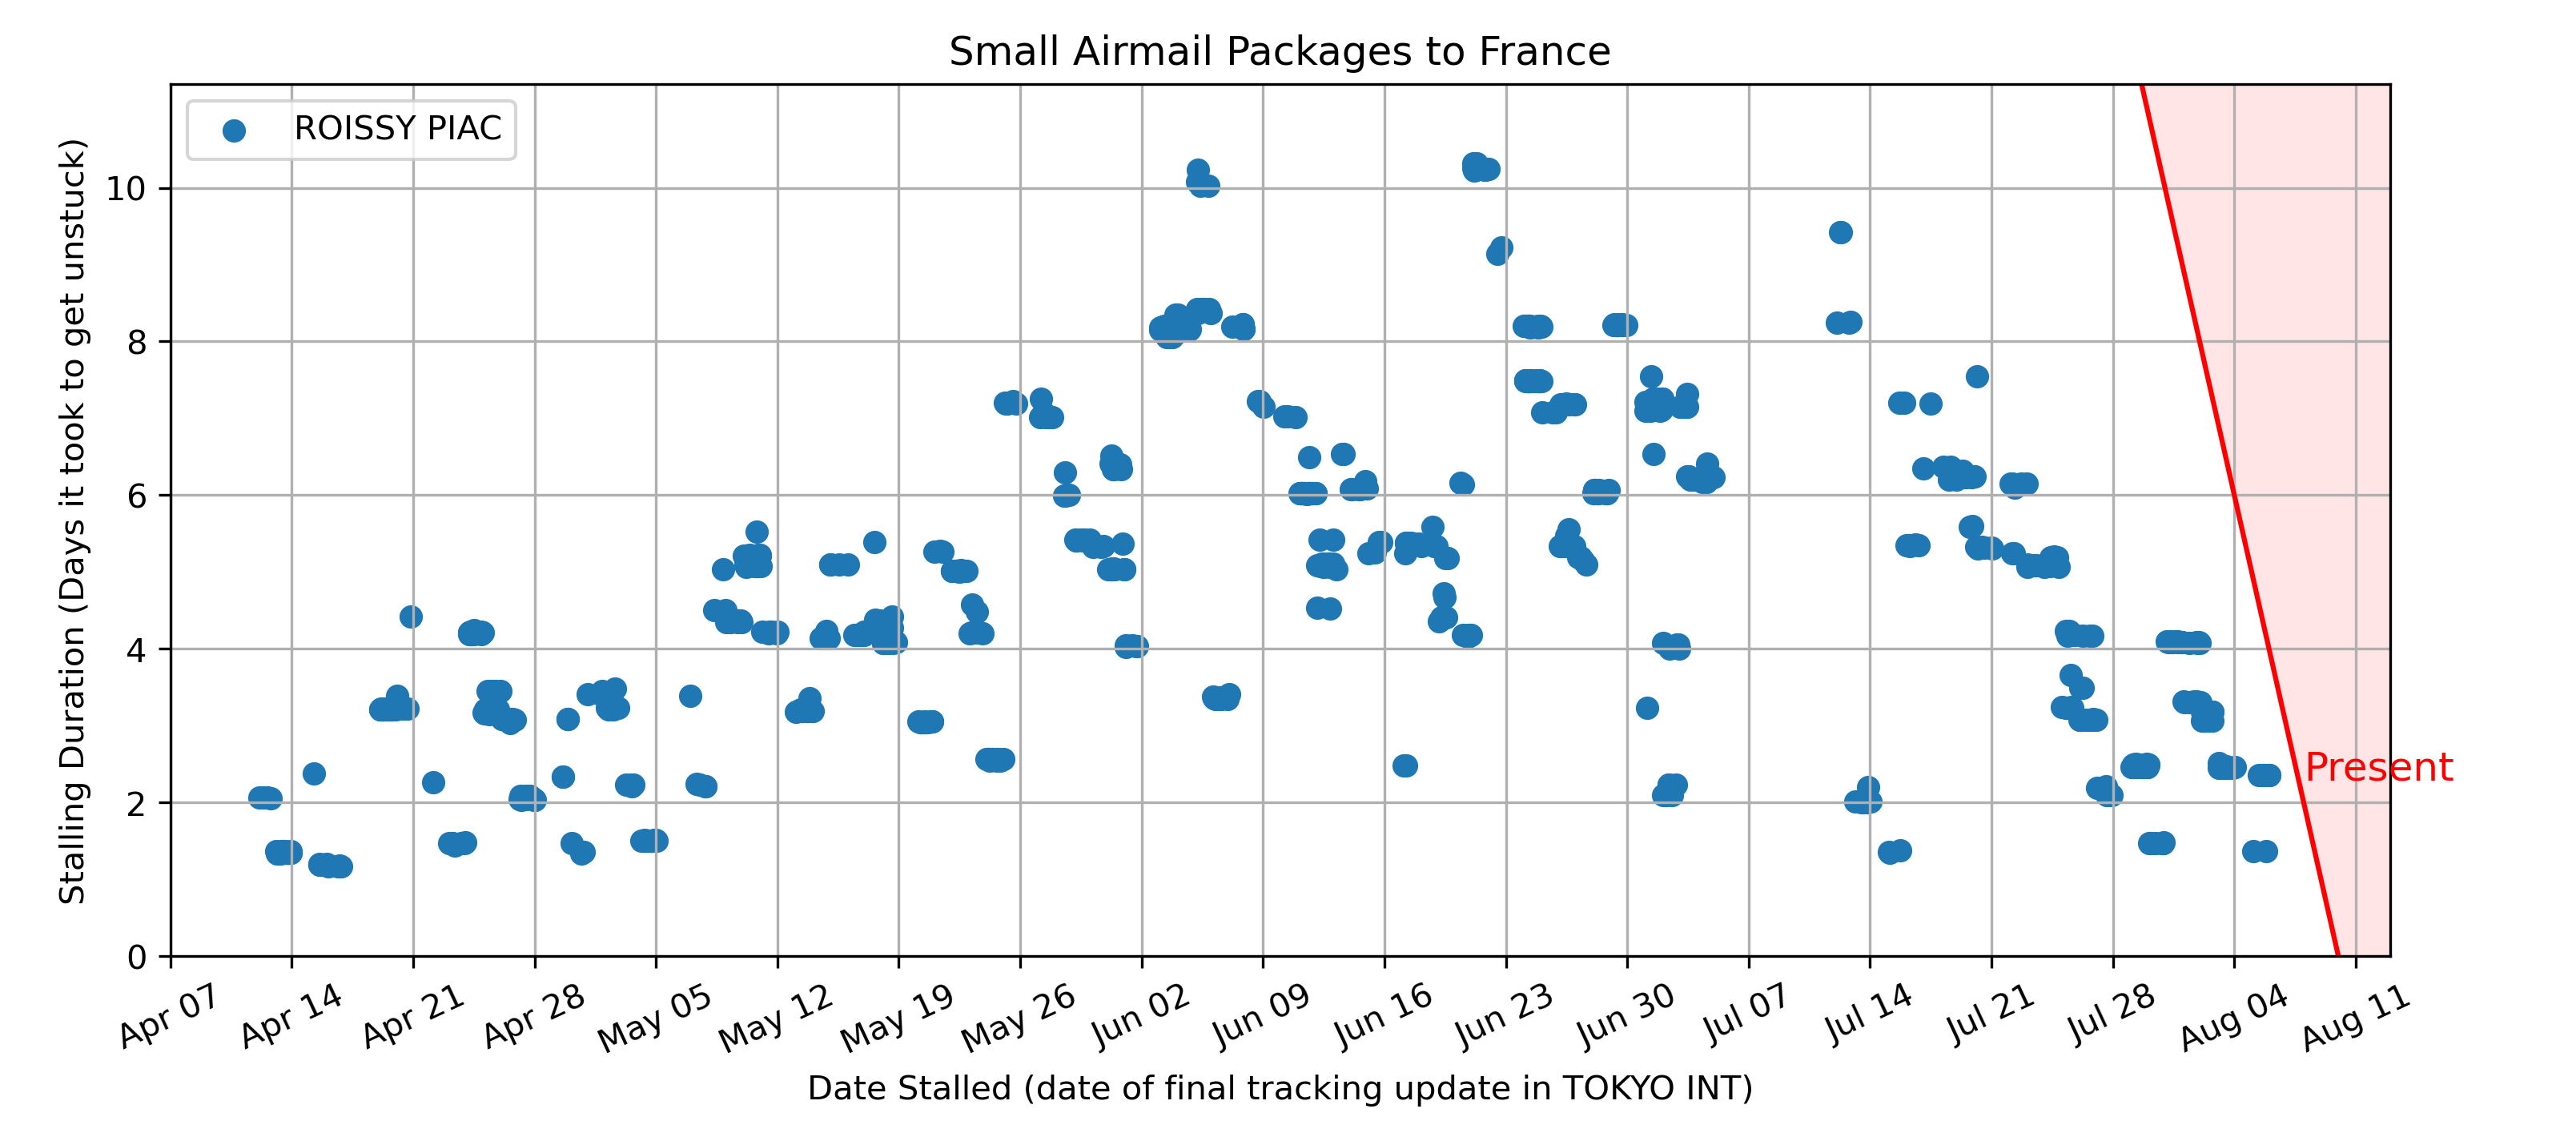 Small Airmail Packages to France
ROISSY PIAC
Stalling Duration (Days it took to get unstuck)
10
8
6
4
2
0
Present
Apr 07
Apr 14
Apr 21
Apr 28
May 05
May 12
May 19
May 26
Jun 02
Jun 09
Jun 16
Jun 23
Jun 30
Jul 07
Jul 14
Jul 21
Jul 28
Aug 04
Aug 11
Date Stalled (date of final tracking update in TOKYO INT)